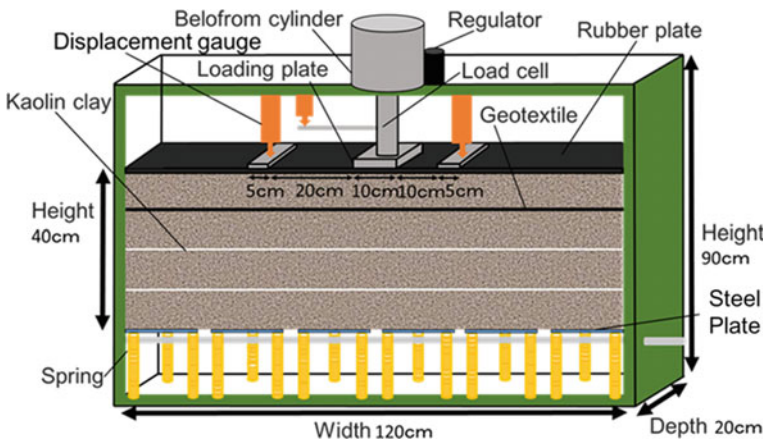 Belofrom cylinder
Regulator
Displacement gauge
Rubber plate
Loading plate
Load cell
Kaolin clay
Geotextile
5cm 20cm 10cm 10cm 5cm
Height
40cm
Height
90cm
Steel
Plate
Spring
Width 120cm
Depth 20cm